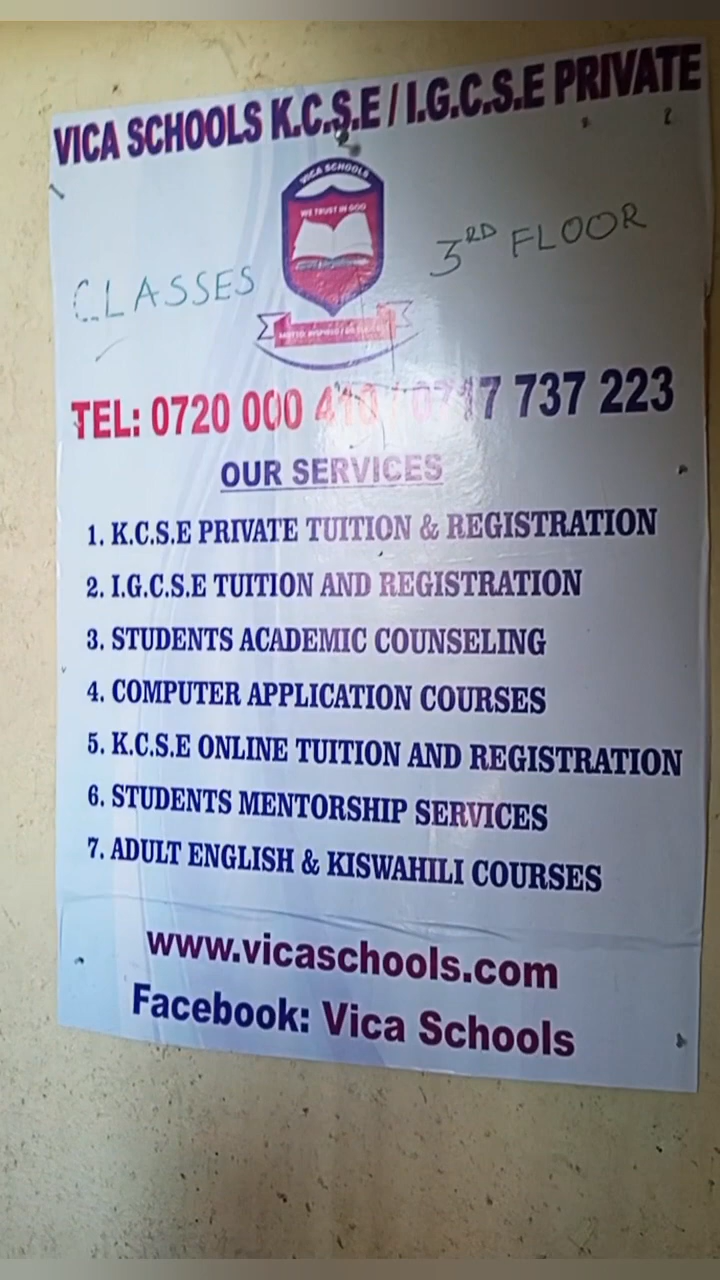 VICA SCHOOLS K.C.S.E / I.G.C.S.E PRIVATE
VICA SCHOOLS
WE TRUST IN GOD
CLASSES
3RD FLOOR
TEL: 0720 000 410 / 0717 737 223
OUR SERVICES
1. K.C.S.E PRIVATE TUITION & REGISTRATION
2. I.G.C.S.E TUITION AND REGISTRATION
3. STUDENTS ACADEMIC COUNSELING
4. COMPUTER APPLICATION COURSES
5. K.C.S.E ONLINE TUITION AND REGISTRATION
6. STUDENTS MENTORSHIP SERVICES
7. ADULT ENGLISH & KISWAHILI COURSES
www.vicaschools.com
Facebook: Vica Schools